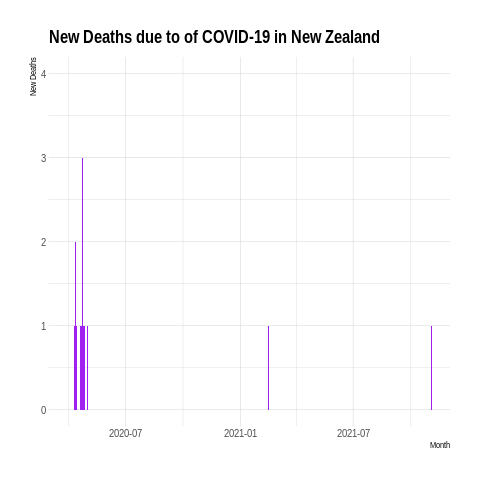 New Deaths due to of COVID-19 in New Zealand
New Deaths
4
3
2
1
0
2020-07
2021-01
2021-07
Month